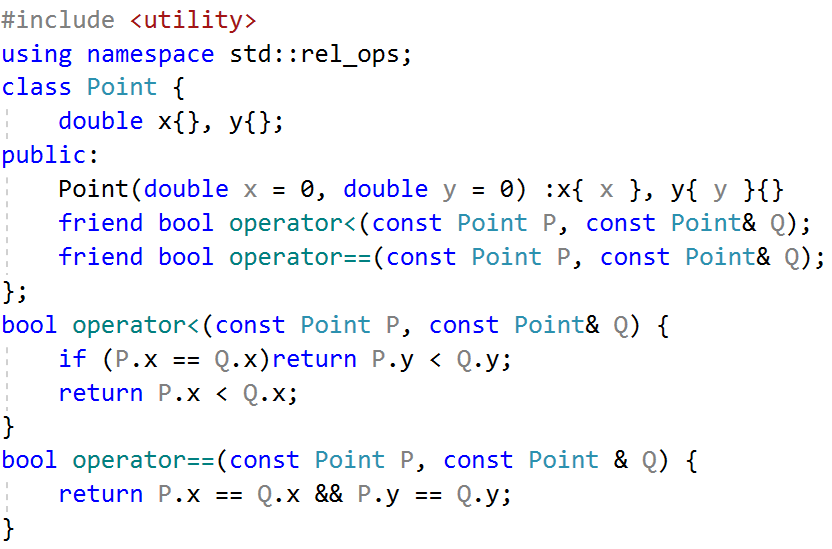 #include <utility>
using namespace std::rel_ops;
class Point {
    double x{}, y{};
public:
    Point(double x = 0, double y = 0) :x{ x }, y{ y }{}
    friend bool operator<(const Point P, const Point& Q);
    friend bool operator==(const Point P, const Point& Q);
};
bool operator<(const Point P, const Point& Q) {
    if (P.x == Q.x)return P.y < Q.y;
    return P.x < Q.x;
}
bool operator==(const Point P, const Point & Q) {
    return P.x == Q.x && P.y == Q.y;
}